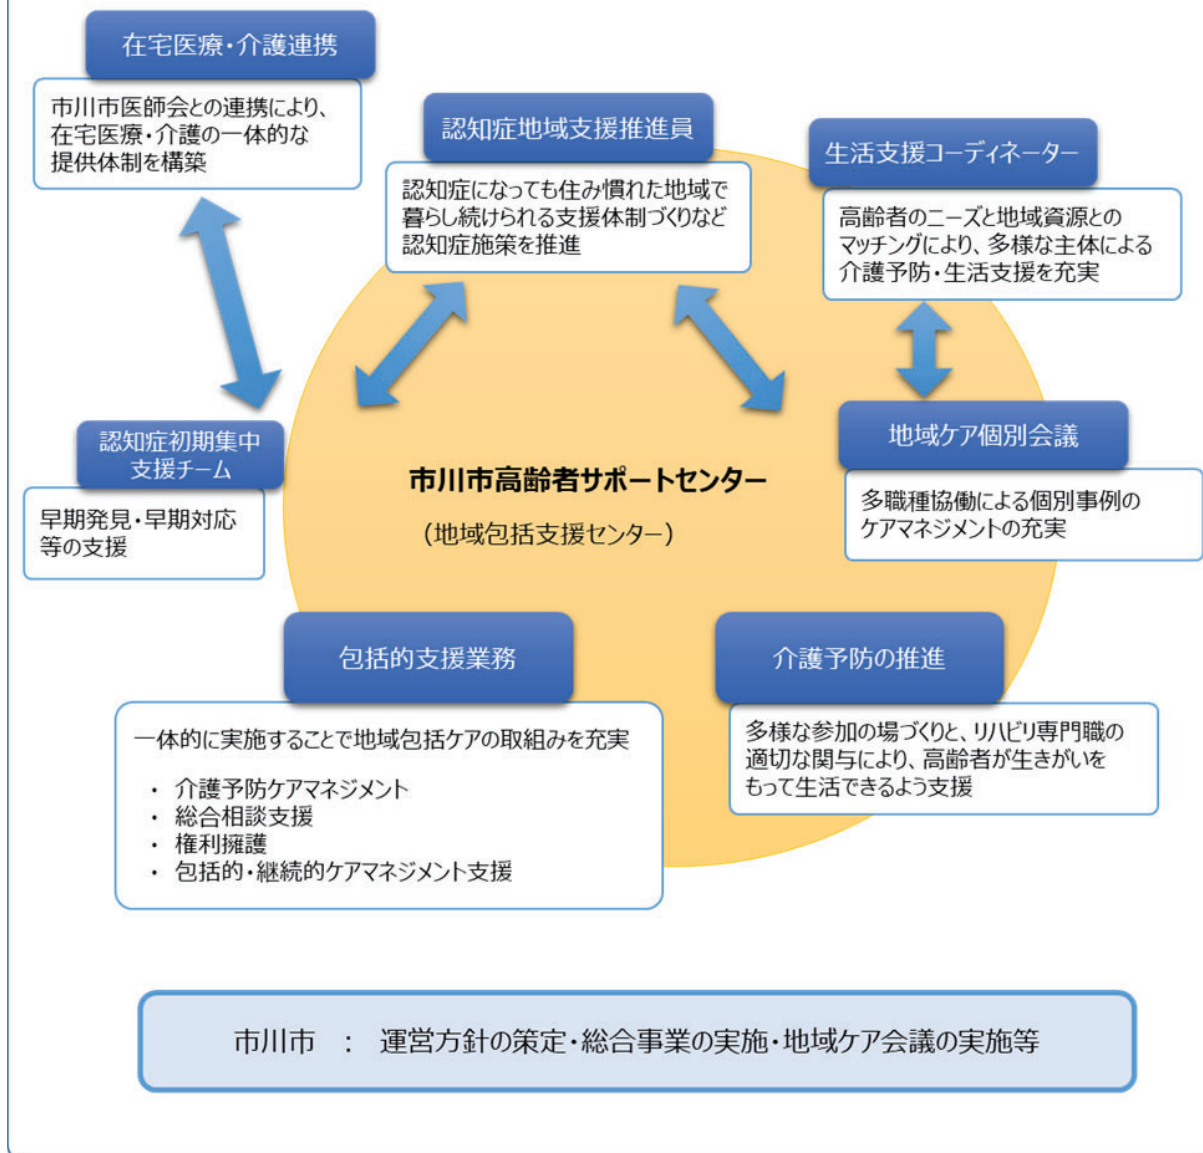 在宅医療・介護連携
市川市医師会との連携により、
在宅医療・介護の一体的な
提供体制を構築
認知症地域支援推進員
認知症になっても住み慣れた地域で
暮らし続けられる支援体制づくりなど
認知症施策を推進
生活支援コーディネーター
高齢者のニーズと地域資源との
マッチングにより、多様な主体による
介護予防・生活支援を充実
認知症初期集中
支援チーム
早期発見・早期対応
等の支援
市川市高齢者サポートセンター
（地域包括支援センター）
地域ケア個別会議
多職種協働による個別事例の
ケアマネジメントの充実
包括的支援業務
一体的に実施することで地域包括ケアの取組みを充実
・ 介護予防ケアマネジメント
・ 総合相談支援
・ 権利擁護
・ 包括的・継続的ケアマネジメント支援
介護予防の推進
多様な参加の場づくりと、リハビリ専門職の
適切な関与により、高齢者が生きがいを
もって生活できるよう支援
市川市 ： 運営方針の策定・総合事業の実施・地域ケア会議の実施等